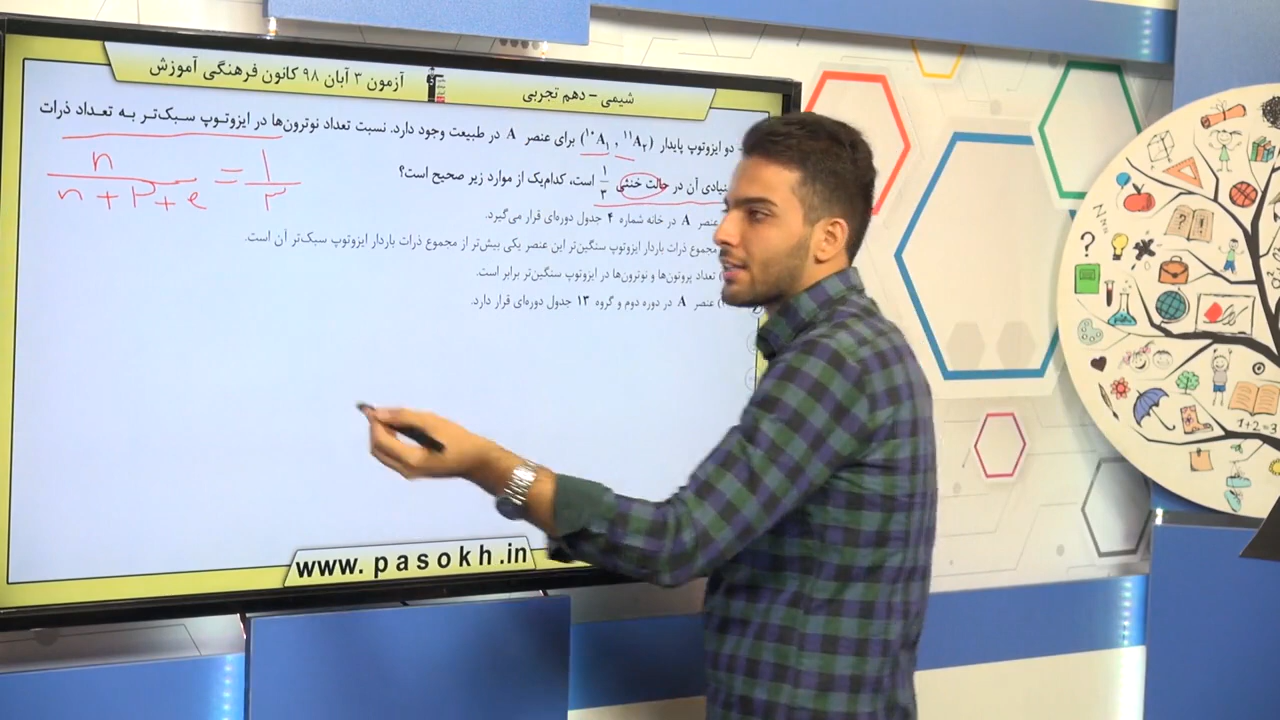 آزمون ۳ آبان ۹۸ کانون فرهنگی آموزش
شیمی - دهم تجربی
دو ایزوتوپ پایدار (¹⁰A₁ , ¹¹A₂) برای عنصر A در طبیعت وجود دارد. نسبت تعداد نوترون‌ها در ایزوتوپ سبک‌تر به تعداد ذرات
نیادی آن در حالت خنثی ۱/۳ است، کدام‌یک از موارد زیر صحیح است؟
عنصر A در خانه شماره ۴ جدول دوره‌ای قرار می‌گیرد.
مجموع ذرات باردار ایزوتوپ سنگین‌تر این عنصر یکی بیش‌تر از مجموع ذرات باردار ایزوتوپ سبک‌تر آن است.
) تعداد پروتون‌ها و نوترون‌ها در ایزوتوپ سنگین‌تر برابر است.
) عنصر A در دوره دوم و گروه ۱۳ جدول دوره‌ای قرار دارد.
n/(n+P+e) = ۱/۳
www.pasokh.in
1+2=3